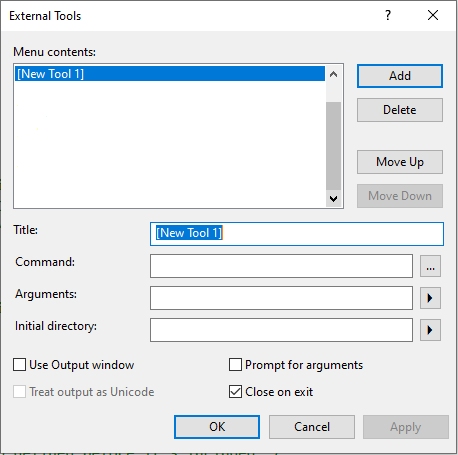 External Tools
?
Menu contents:
[New Tool 1]
Add
Delete
Move Up
Move Down
Title:
[New Tool 1]
Command:
...
Arguments:
Initial directory:
Use Output window
Prompt for arguments
Treat output as Unicode
Close on exit
OK
Cancel
Apply